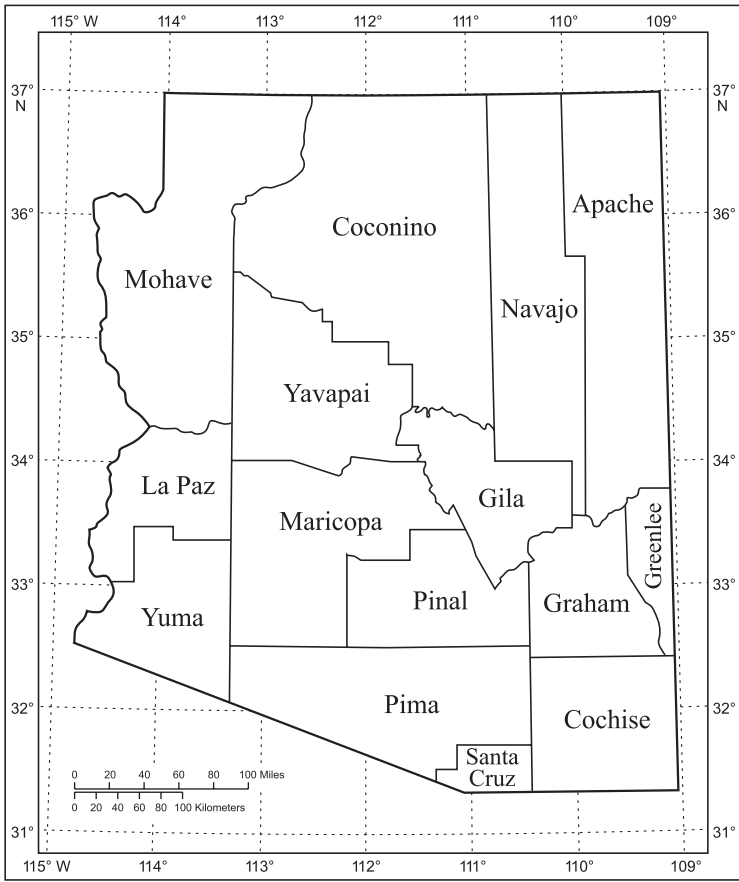 115° W 114° 113° 112° 111° 110° 109°
37° 37°
N N
36° 36°
Apache
Coconino
Mohave
Navajo
35° 35°
Yavapai
34° 34°
La Paz
Gila
Maricopa
Greenlee
33° 33°
Pinal
Graham
Yuma
32° 32°
Pima
Cochise
Santa
Cruz
0 20 40 60 80 100 Miles
0 20 40 60 80 100 Kilometers
31° 31°
115° W 114° 113° 112° 111° 110° 109°